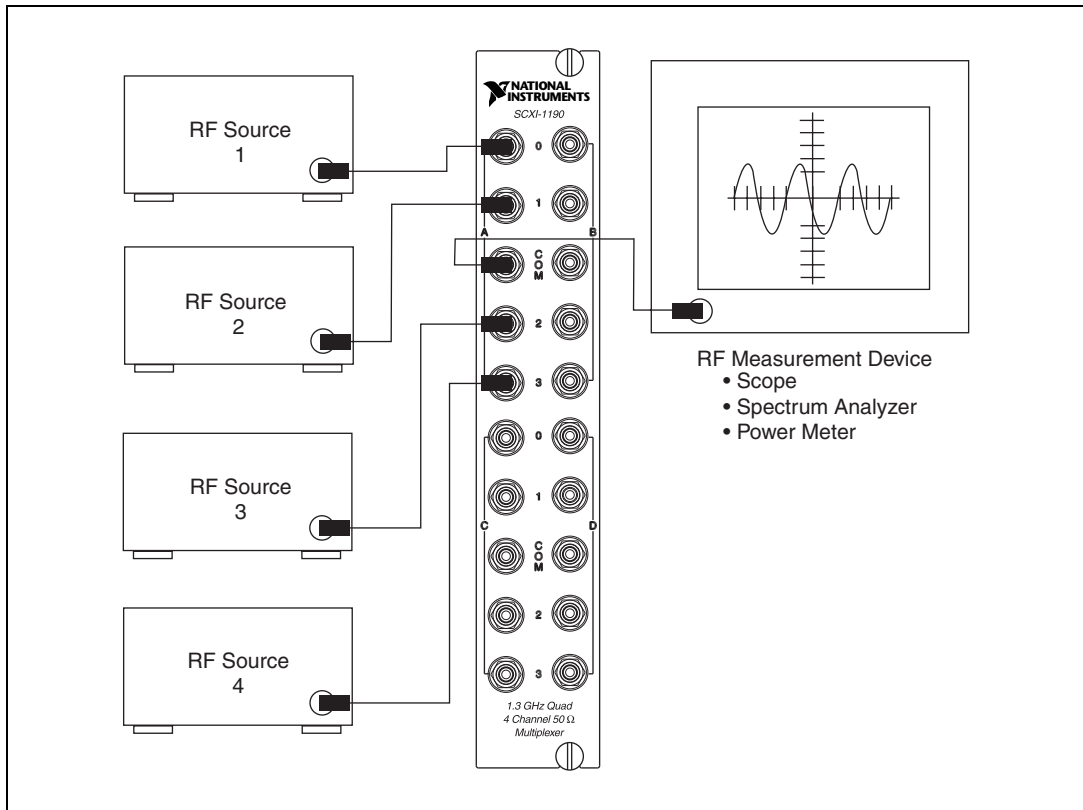 RF Source
1
RF Source
2
RF Source
3
RF Source
4
NATIONAL
INSTRUMENTS
SCXI-1190
0
1
A
B
COM
2
3
0
1
C
D
COM
2
3
1.3 GHz Quad
4 Channel 50 Ω
Multiplexer
RF Measurement Device
• Scope
• Spectrum Analyzer
• Power Meter